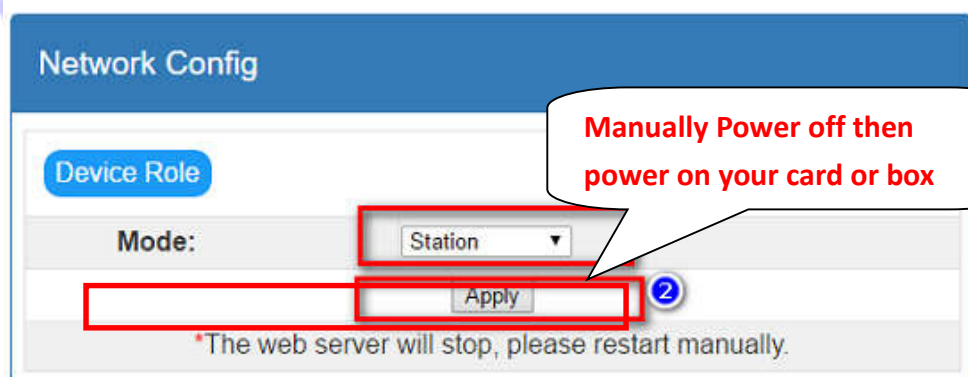 Network Config
Manually Power off then
power on your card or box
Device Role
Mode:
Station
Apply
2
*The web server will stop, please restart manually.